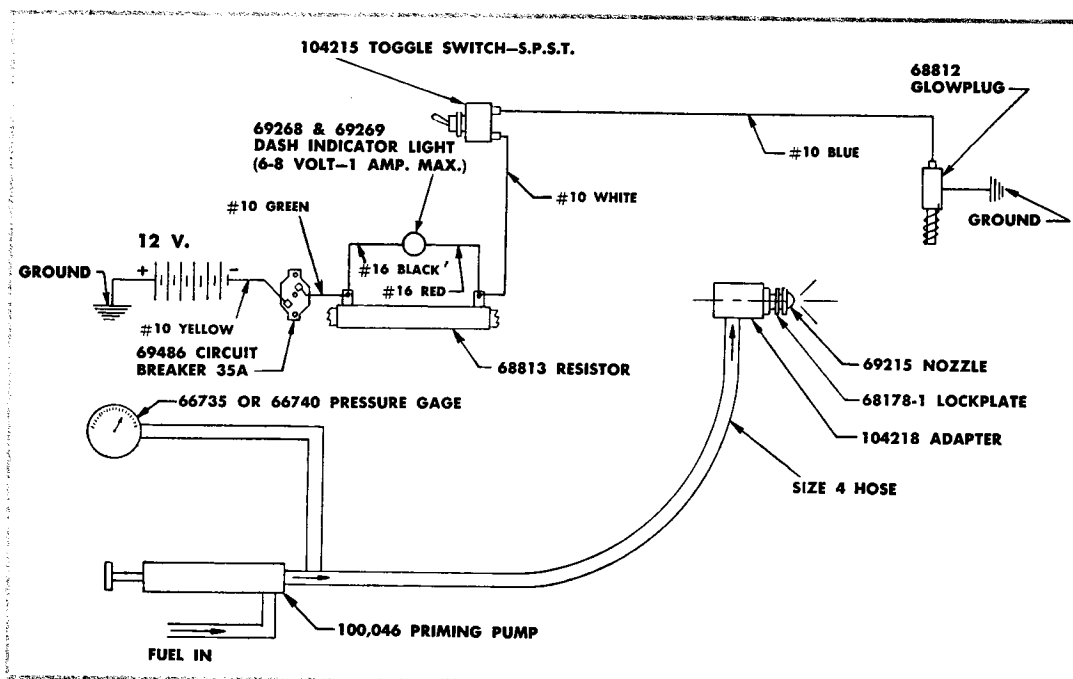 104215 TOGGLE SWITCH—S.P.S.T.
68812
GLOWPLUG
69268 & 69269
DASH INDICATOR LIGHT
(6-8 VOLT—1 AMP. MAX.)
#10 BLUE
#10 WHITE
#10 GREEN
GROUND
12 V.
+ −
GROUND
#16 BLACK
#16 RED
#10 YELLOW
69486 CIRCUIT
BREAKER 35A
68813 RESISTOR
69215 NOZZLE
68178-1 LOCKPLATE
104218 ADAPTER
66735 OR 66740 PRESSURE GAGE
SIZE 4 HOSE
100,046 PRIMING PUMP
FUEL IN